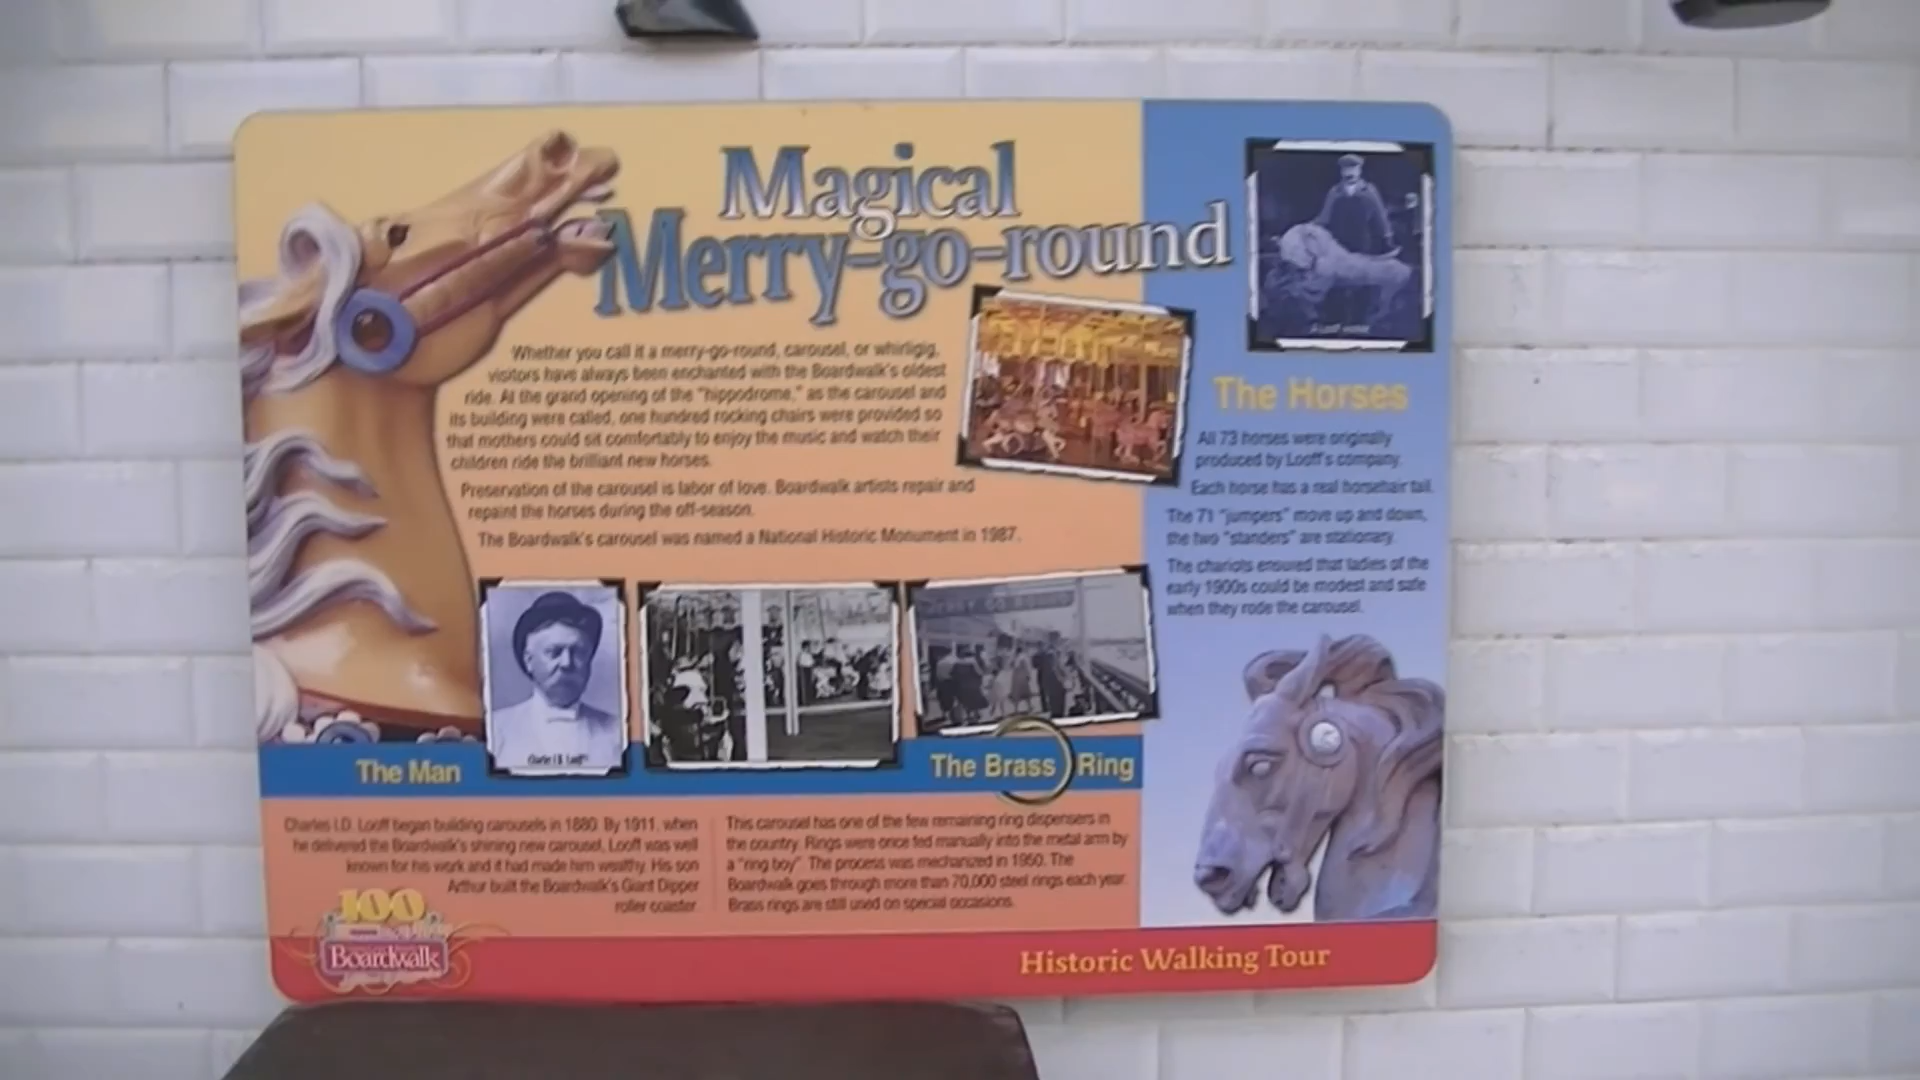 Magical
Merry-go-round
Whether you call it a merry-go-round, carousel, or whirligig,
visitors have always been enchanted with the Boardwalk's oldest
ride. At the grand opening of the "hippodrome," as the carousel and
its building were called, one hundred rocking chairs were provided so
that mothers could sit comfortably to enjoy the music and watch their
children ride the brilliant new horses.
Preservation of the carousel is labor of love. Boardwalk artists repair and
repaint the horses during the off-season.
The Boardwalk's carousel was named a National Historic Monument in 1987.
A Looff
The Horses
All 73 horses were originally
produced by Looff's company.
Each horse has a real horsehair tail.
The 71 "jumpers" move up and down,
the two "standers" are stationary.
The chariots ensured that ladies of the
early 1900s could be modest and safe
when they rode the carousel.
MERRY GO ROUND
Charles I.D. Looff
The Man
Charles I.D. Looff began building carousels in 1880. By 1911, when
he delivered the Boardwalk's shining new carousel, Looff was well
known for his work and it had made him wealthy. His son
Arthur built the Boardwalk's Giant Dipper
roller coaster.
The Brass Ring
This carousel has one of the few remaining ring dispensers in
the country. Rings were once fed manually into the metal arm by
a "ring boy". The process was mechanized in 1950. The
Boardwalk goes through more than 70,000 steel rings each year.
Brass rings are still used on special occasions.
100
Boardwalk
Historic Walking Tour